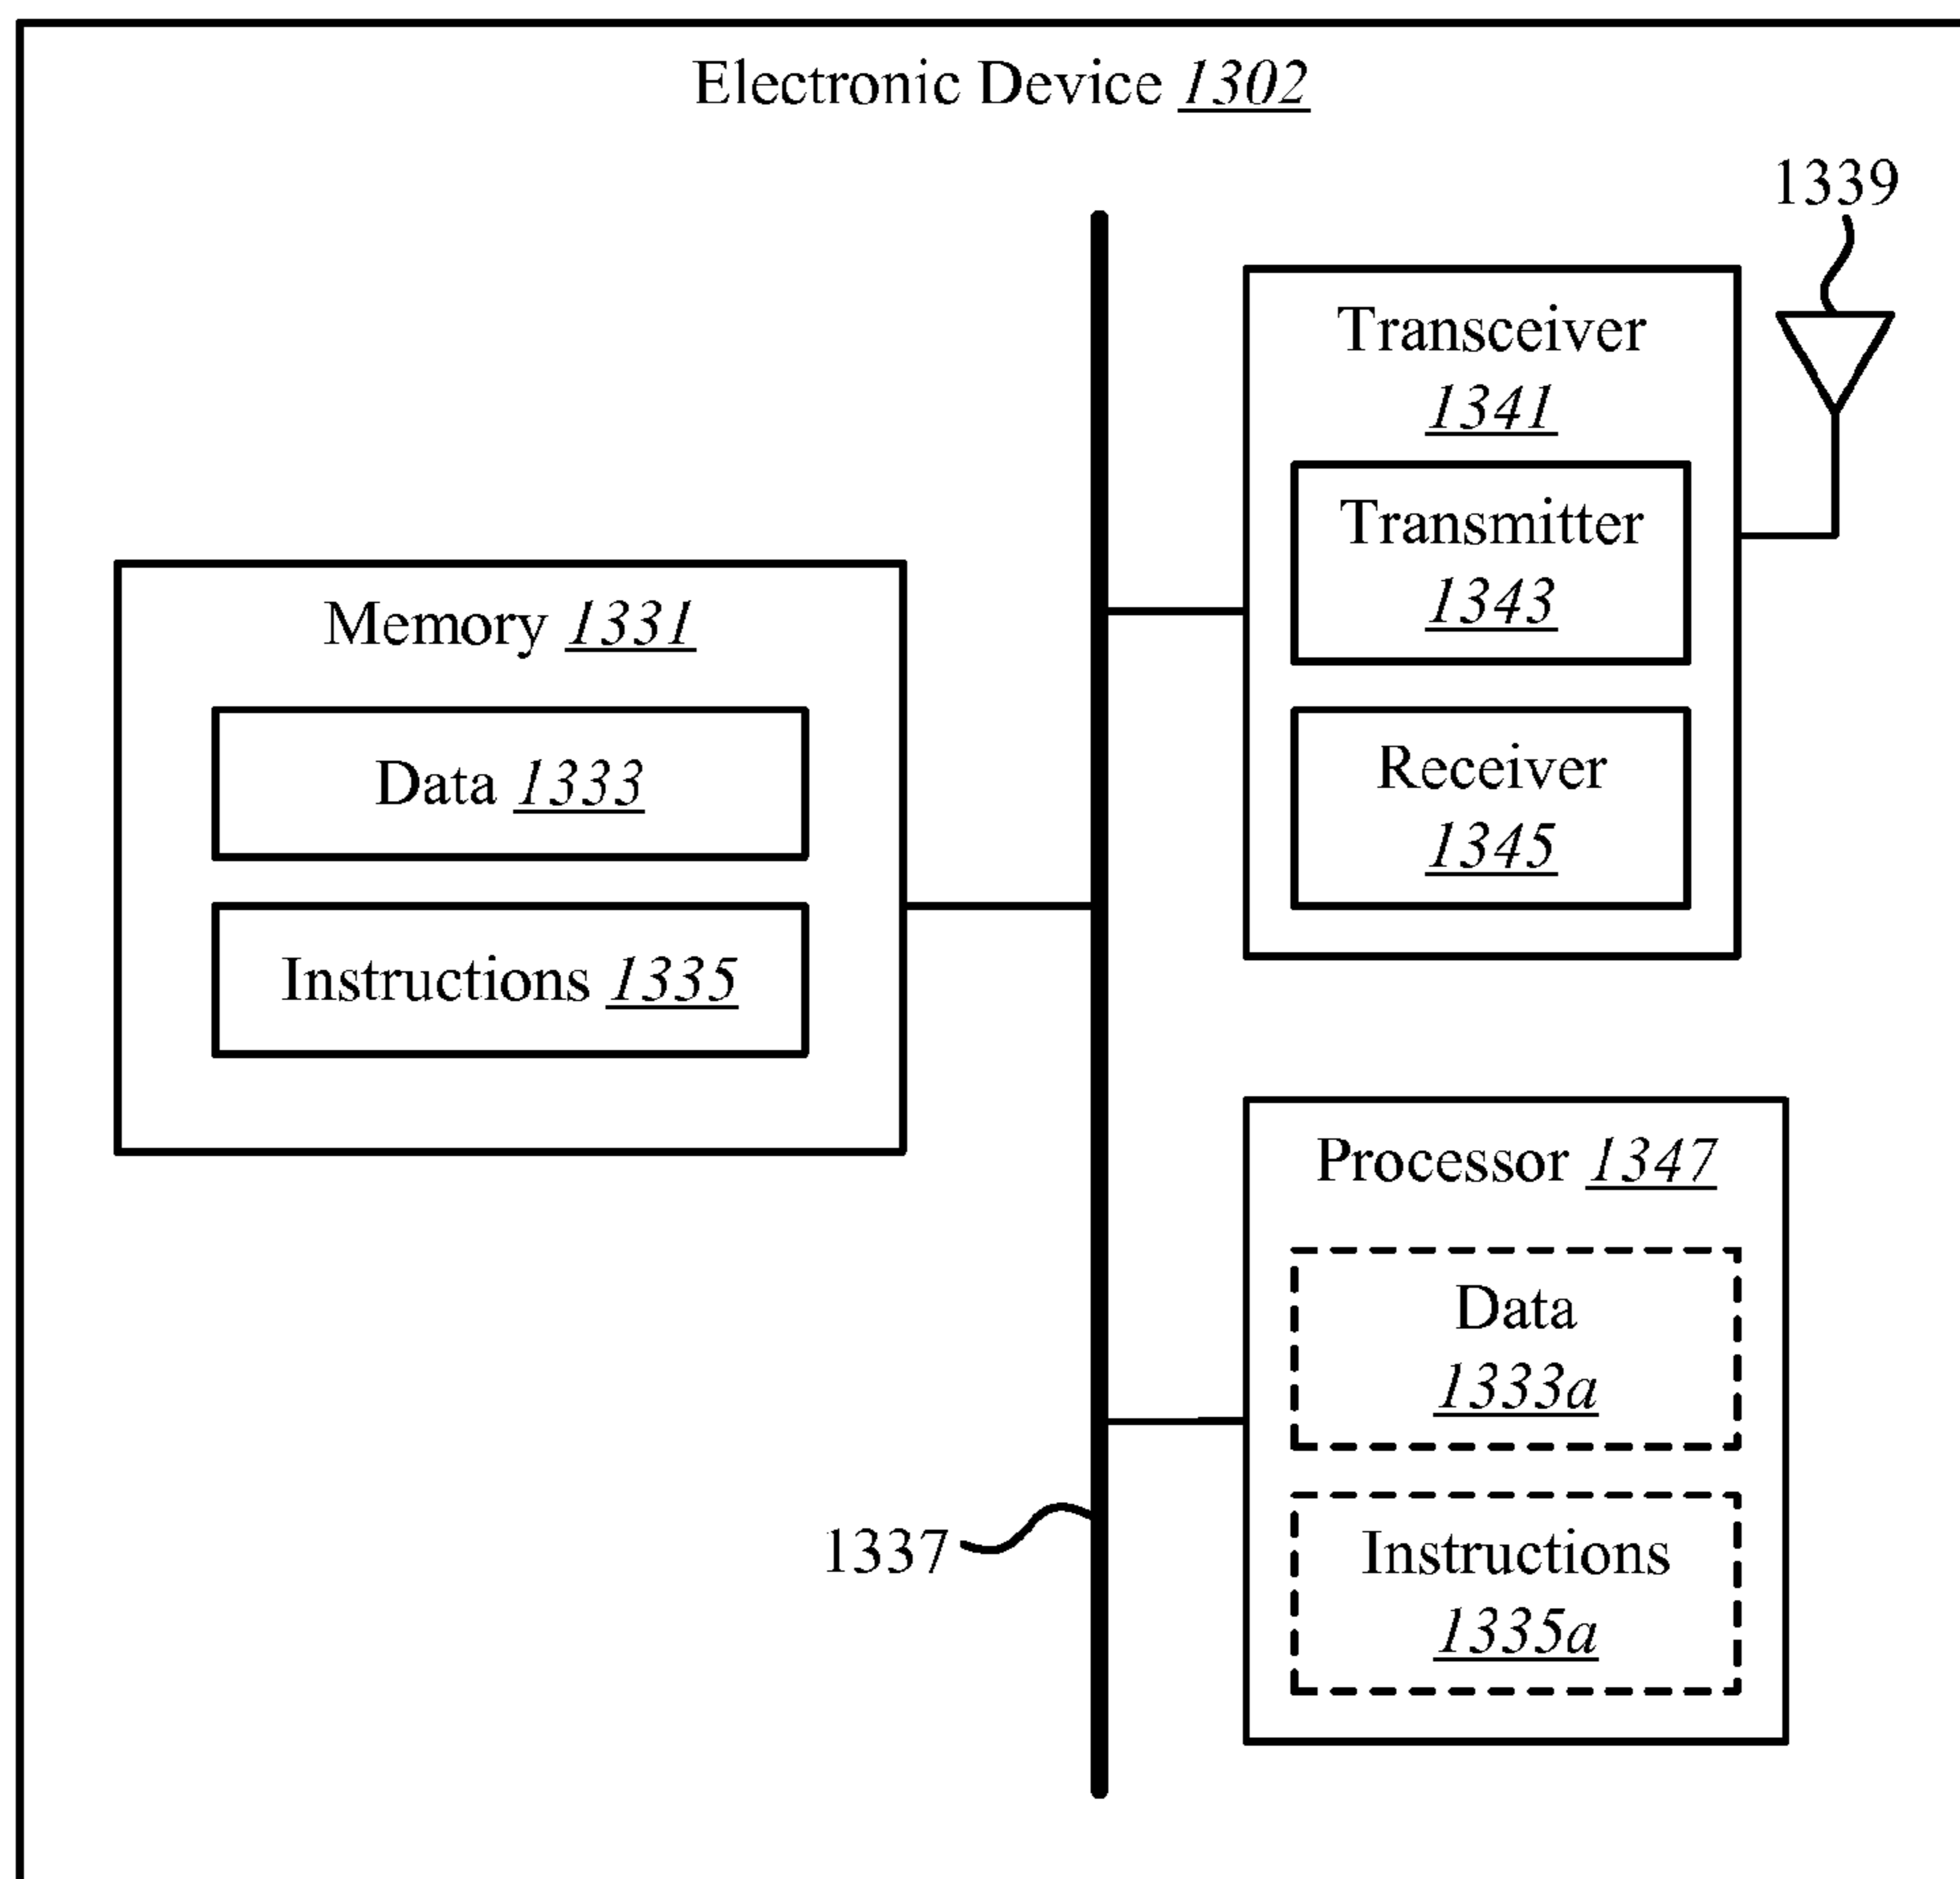 Electronic Device 1302
1339
Transceiver
1341
Transmitter
1343
Receiver
1345
Memory 1331
Data 1333
Instructions 1335
Processor 1347
Data
1333a
Instructions
1335a
1337